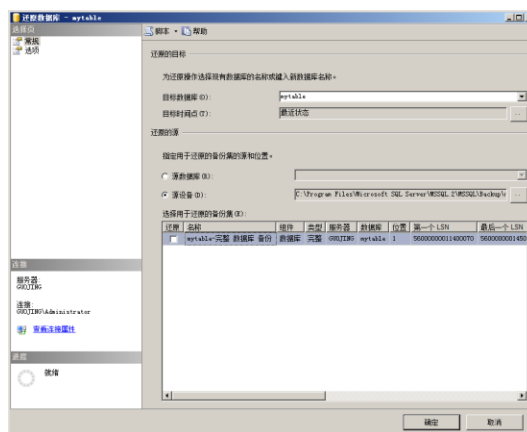 还原数据库 - mytable
选择页
常规
选项
脚本 帮助
还原的目标
为还原操作选择现有数据库的名称或键入新数据库名称。
目标数据库(O): mytable
目标时间点(T): 最近状态
还原的源
指定用于还原的备份集的源和位置。
源数据库(R):
源设备(D): C:\Program Files\Microsoft SQL Server\MSSQL.2\MSSQL\Backup\
选择用于还原的备份集(E):
还原 名称 组件 类型 服务器 数据库 位置 第一个 LSN 最后一个 LSN
mytable-完整 数据库 备份 数据库 完整 GUOJING mytable 1 56000000011400070 5600000001450
连接
服务器:
GUOJING
连接:
GUOJING\Administrator
查看连接属性
进度
就绪
确定 取消